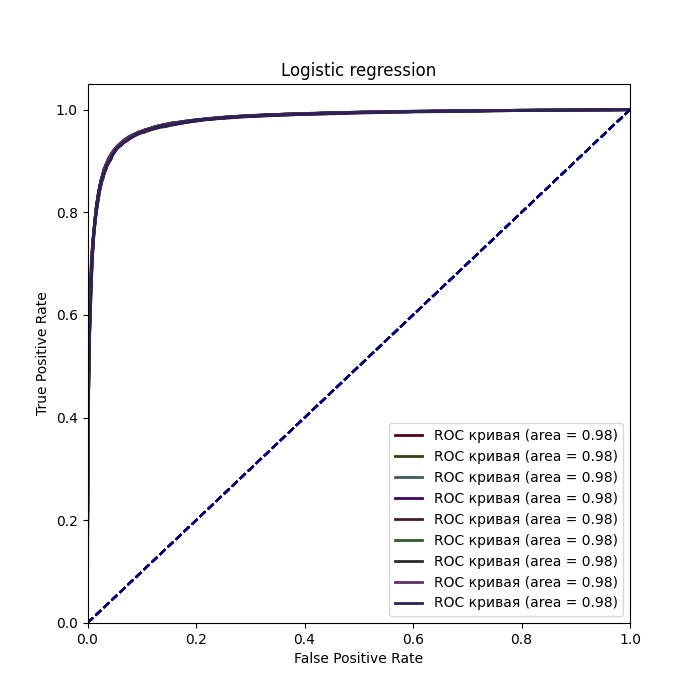 Logistic regression
True Positive Rate
1.0
0.8
0.6
0.4
0.2
0.0
ROC кривая (area = 0.98)
ROC кривая (area = 0.98)
ROC кривая (area = 0.98)
ROC кривая (area = 0.98)
ROC кривая (area = 0.98)
ROC кривая (area = 0.98)
ROC кривая (area = 0.98)
ROC кривая (area = 0.98)
ROC кривая (area = 0.98)
0.0 0.2 0.4 0.6 0.8 1.0
False Positive Rate